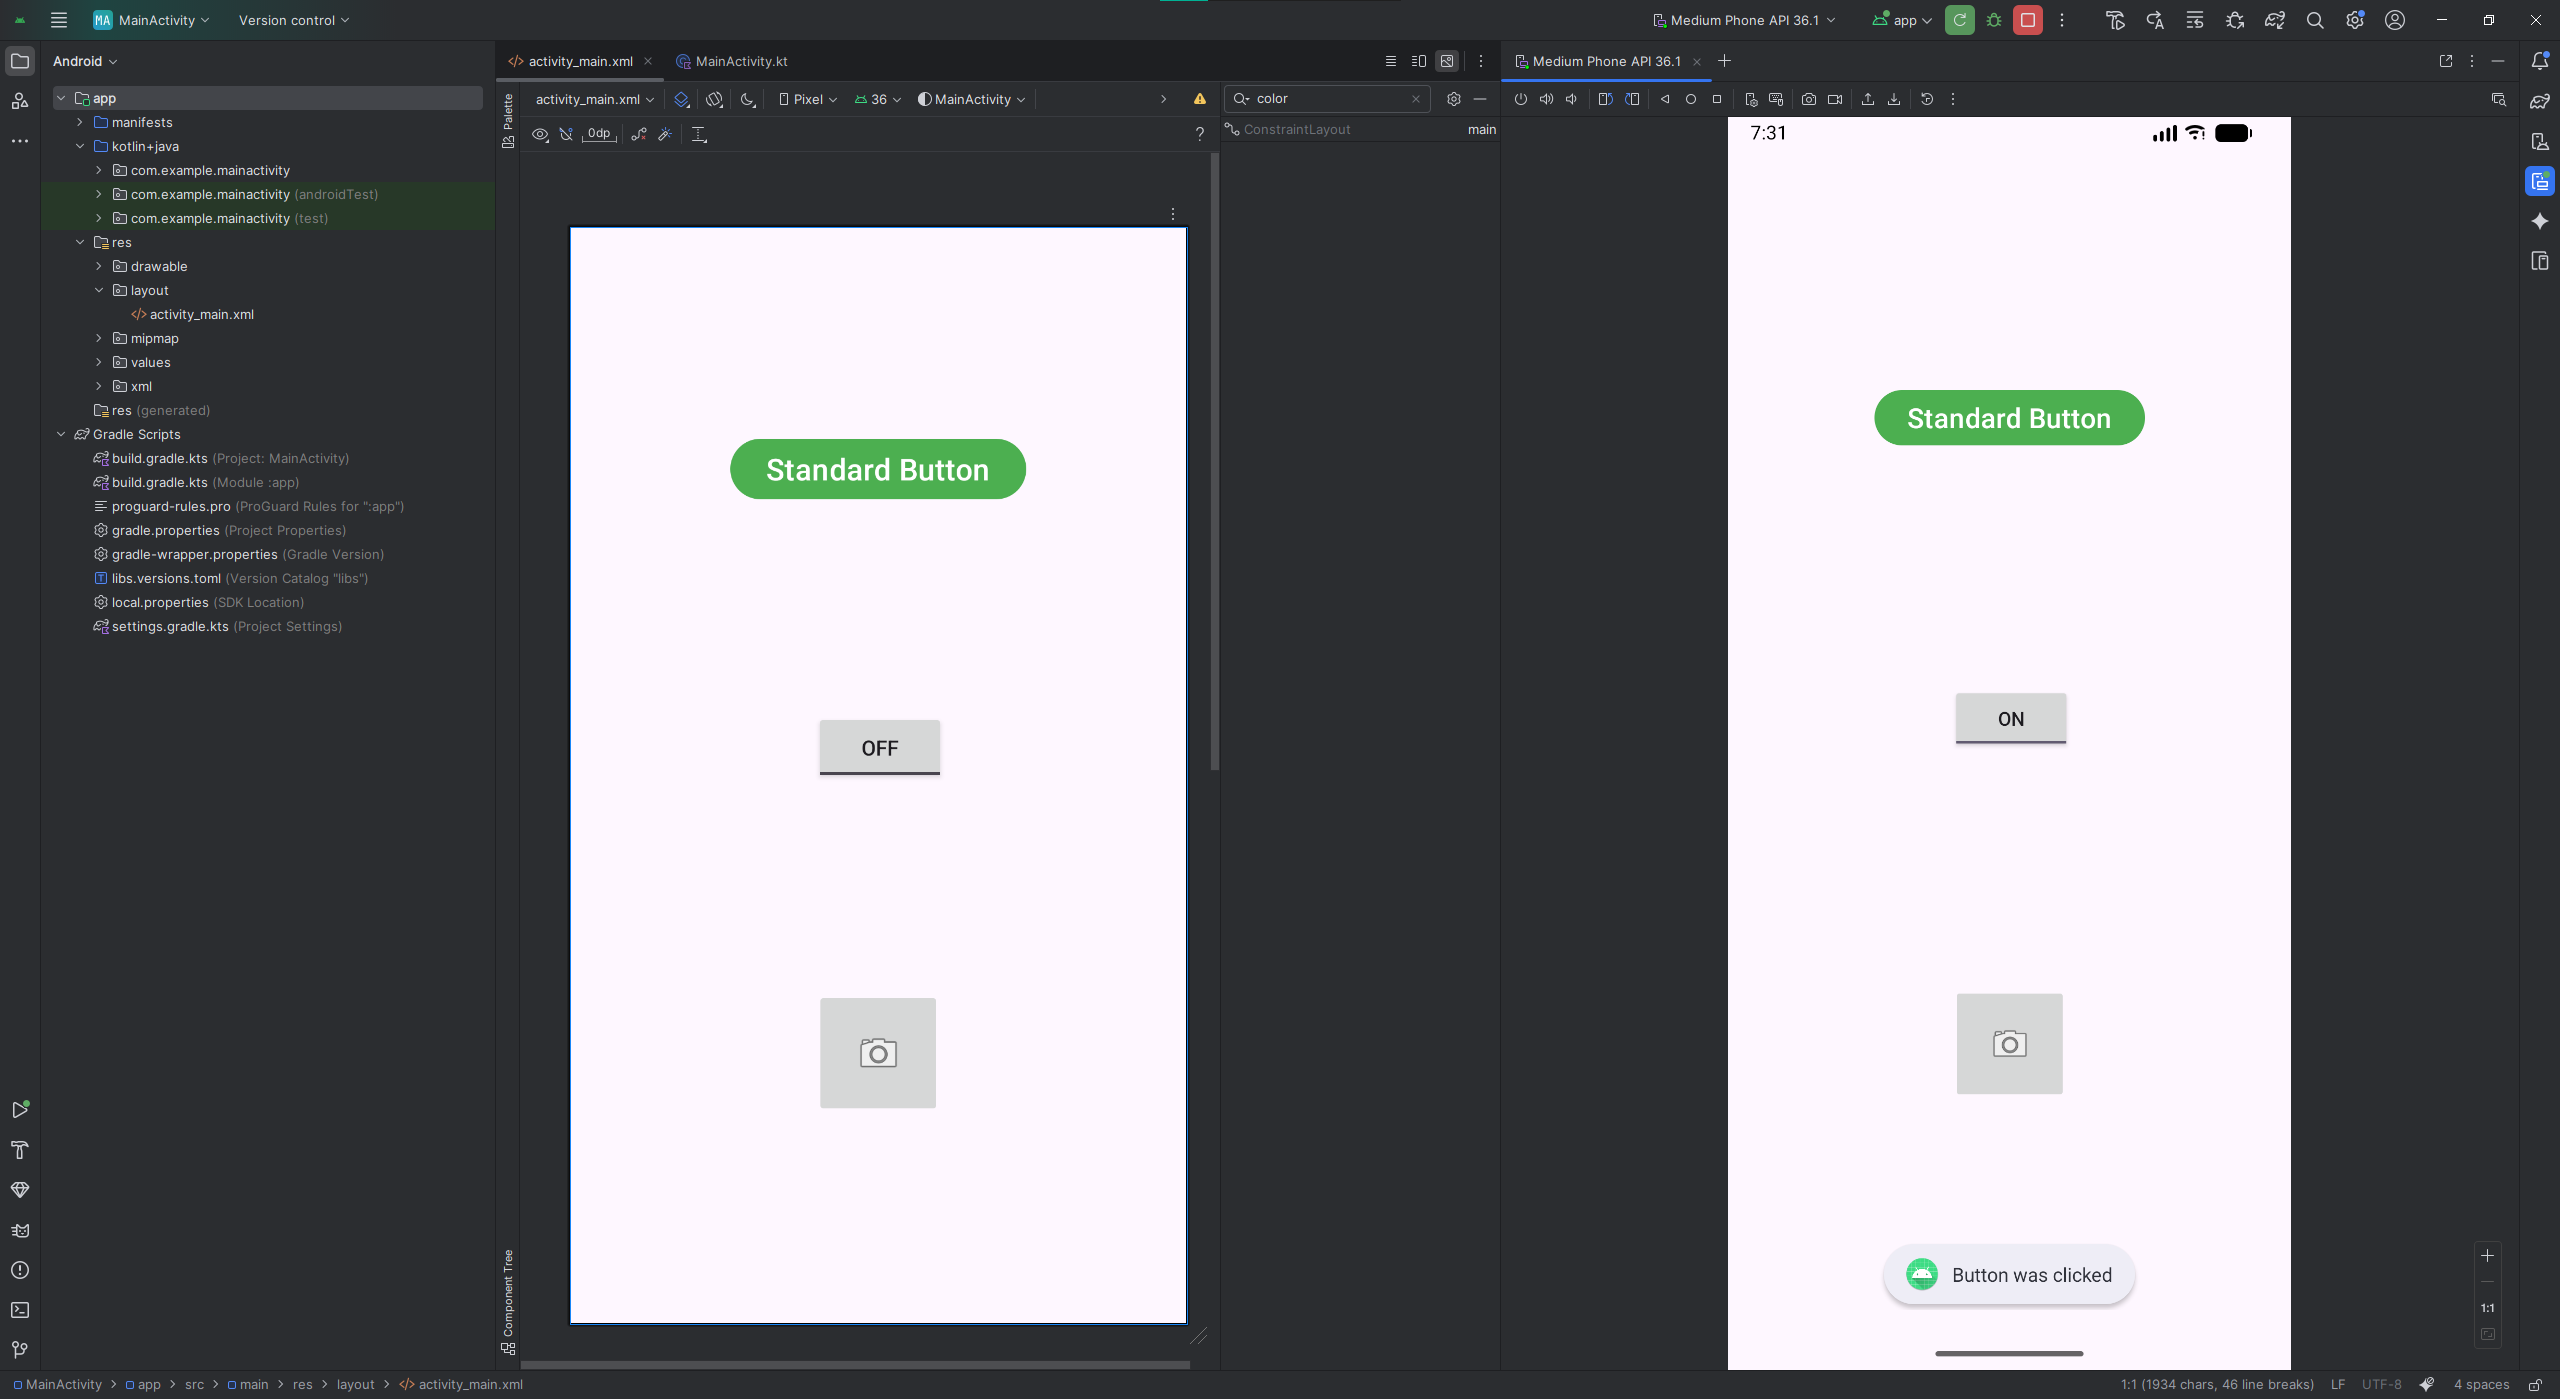 MA MainActivity
Version control
Medium Phone API 36.1
app
Android
app
manifests
kotlin+java
com.example.mainactivity
com.example.mainactivity (androidTest)
com.example.mainactivity (test)
res
drawable
layout
activity_main.xml
mipmap
values
xml
res (generated)
Gradle Scripts
build.gradle.kts (Project: MainActivity)
build.gradle.kts (Module :app)
proguard-rules.pro (ProGuard Rules for ":app")
gradle.properties (Project Properties)
gradle-wrapper.properties (Gradle Version)
libs.versions.toml (Version Catalog "libs")
local.properties (SDK Location)
settings.gradle.kts (Project Settings)
activity_main.xml
MainActivity.kt
Palette
activity_main.xml
Pixel
36
MainActivity
0dp
?
Standard Button
OFF
Component Tree
color
ConstraintLayout
main
Medium Phone API 36.1
7:31
Standard Button
ON
Button was clicked
1:1
MainActivity > app > src > main > res > layout > activity_main.xml
1:1 (1934 chars, 46 line breaks)
LF
UTF-8
4 spaces